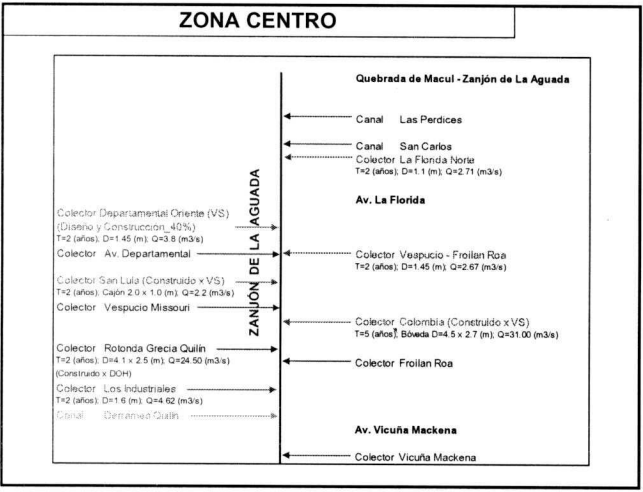 ZONA CENTRO
Quebrada de Macul - Zanjón de La Aguada
Canal Las Perdices
Canal San Carlos
Colector La Florida Norte
T=2 (años); D=1.1 (m); Q=2.71 (m3/s)
Av. La Florida
ZANJÓN DE LA AGUADA
Colector Departamental Oriente (VS)
(Diseño y Construcción_40%)
T=2 (años); D=1.45 (m); Q=3.8 (m3/s)
Colector Av. Departamental
Colector Vespucio - Froilan Roa
T=2 (años); D=1.45 (m); Q=2.67 (m3/s)
Colector San Luis (Construido x VS)
T=2 (años); Cajón 2.0 x 1.0 (m); Q=2.2 (m3/s)
Colector Vespucio Missouri
Colector Colombia (Construido x VS)
T=5 (años); Bóveda D=4.5 x 2.7 (m); Q=31.00 (m3/s)
Colector Rotonda Grecia Quilín
T=2 (años); D=4.1 x 2.5 (m); Q=24.50 (m3/s)
(Construido x DOH)
Colector Froilan Roa
Colector Los Industriales
T=2 (años); D=1.6 (m); Q=4.62 (m3/s)
Canal Derrames Quilín
Av. Vicuña Mackena
Colector Vicuña Mackena